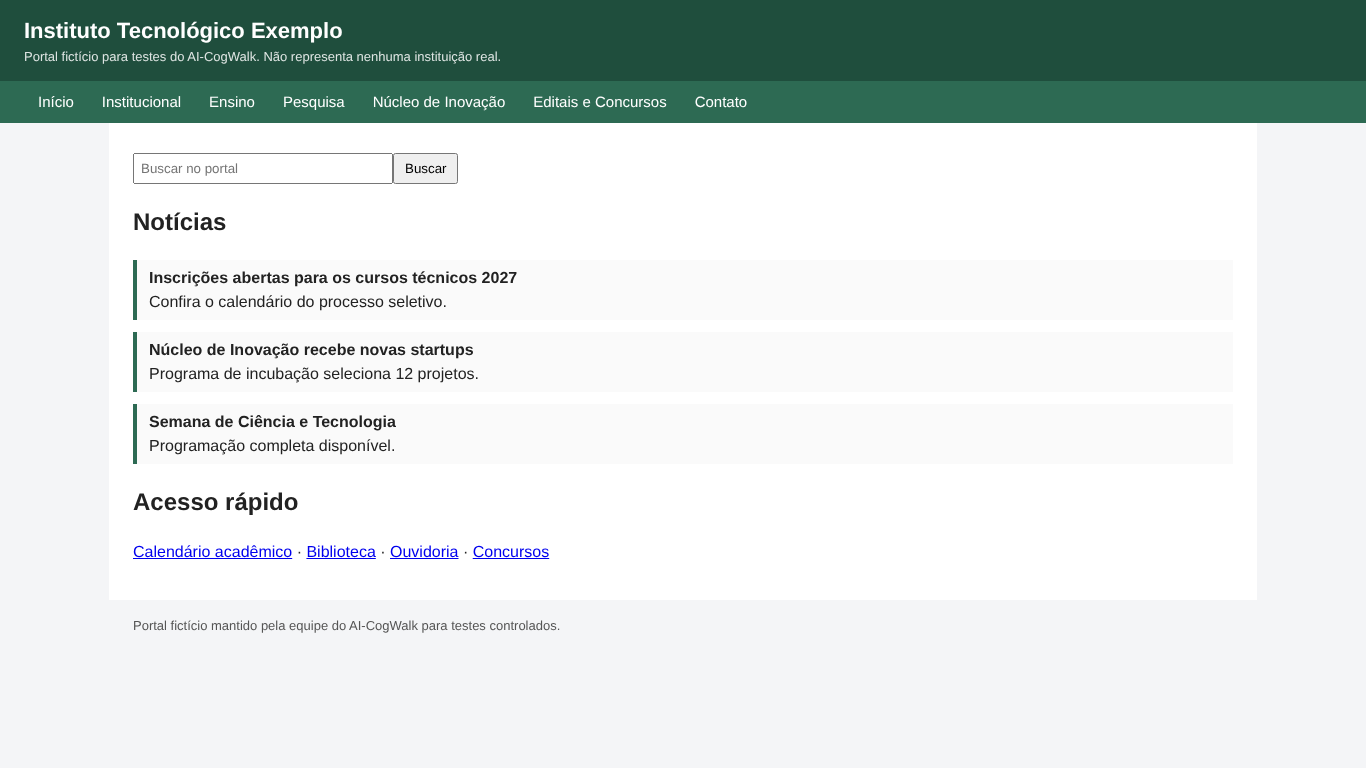 Instituto Tecnológico Exemplo
Portal fictício para testes do AI-CogWalk. Não representa nenhuma instituição real.
Início Institucional Ensino Pesquisa Núcleo de Inovação Editais e Concursos Contato
Buscar no portal Buscar
Notícias
Inscrições abertas para os cursos técnicos 2027
Confira o calendário do processo seletivo.
Núcleo de Inovação recebe novas startups
Programa de incubação seleciona 12 projetos.
Semana de Ciência e Tecnologia
Programação completa disponível.
Acesso rápido
Calendário acadêmico · Biblioteca · Ouvidoria · Concursos
Portal fictício mantido pela equipe do AI-CogWalk para testes controlados.